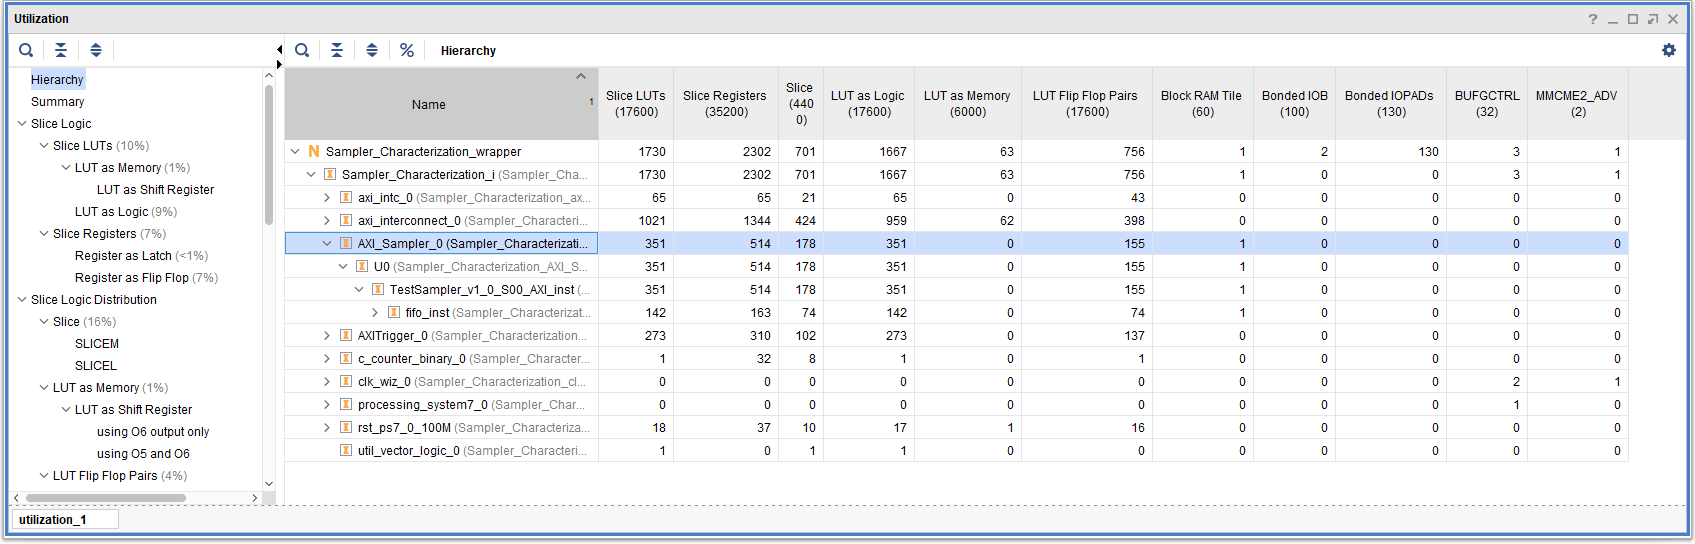 Utilization
Hierarchy
Hierarchy
Summary
Slice Logic
Slice LUTs (10%)
LUT as Memory (1%)
LUT as Shift Register
LUT as Logic (9%)
Slice Registers (7%)
Register as Latch (<1%)
Register as Flip Flop (7%)
Slice Logic Distribution
Slice (16%)
SLICEM
SLICEL
LUT as Memory (1%)
LUT as Shift Register
using O6 output only
using O5 and O6
LUT Flip Flop Pairs (4%)
Name 1 Slice LUTs (17600) Slice Registers (35200) Slice (4400) LUT as Logic (17600) LUT as Memory (6000) LUT Flip Flop Pairs (17600) Block RAM Tile (60) Bonded IOB (100) Bonded IOPADs (130) BUFGCTRL (32) MMCME2_ADV (2)
N Sampler_Characterization_wrapper 1730 2302 701 1667 63 756 1 2 130 3 1
Sampler_Characterization_i (Sampler_Cha... 1730 2302 701 1667 63 756 1 0 0 3 1
axi_intc_0 (Sampler_Characterization_ax... 65 65 21 65 0 43 0 0 0 0 0
axi_interconnect_0 (Sampler_Characteri... 1021 1344 424 959 62 398 0 0 0 0 0
AXI_Sampler_0 (Sampler_Characterizati... 351 514 178 351 0 155 1 0 0 0 0
U0 (Sampler_Characterization_AXI_S... 351 514 178 351 0 155 1 0 0 0 0
TestSampler_v1_0_S00_AXI_inst (... 351 514 178 351 0 155 1 0 0 0 0
fifo_inst (Sampler_Characterizat... 142 163 74 142 0 74 1 0 0 0 0
AXITrigger_0 (Sampler_Characterization... 273 310 102 273 0 137 0 0 0 0 0
c_counter_binary_0 (Sampler_Character... 1 32 8 1 0 1 0 0 0 0 0
clk_wiz_0 (Sampler_Characterization_cl... 0 0 0 0 0 0 0 0 0 2 1
processing_system7_0 (Sampler_Char... 0 0 0 0 0 0 0 0 0 1 0
rst_ps7_0_100M (Sampler_Characteriza... 18 37 10 17 1 16 0 0 0 0 0
util_vector_logic_0 (Sampler_Characteri... 1 0 1 1 0 0 0 0 0 0 0
utilization_1